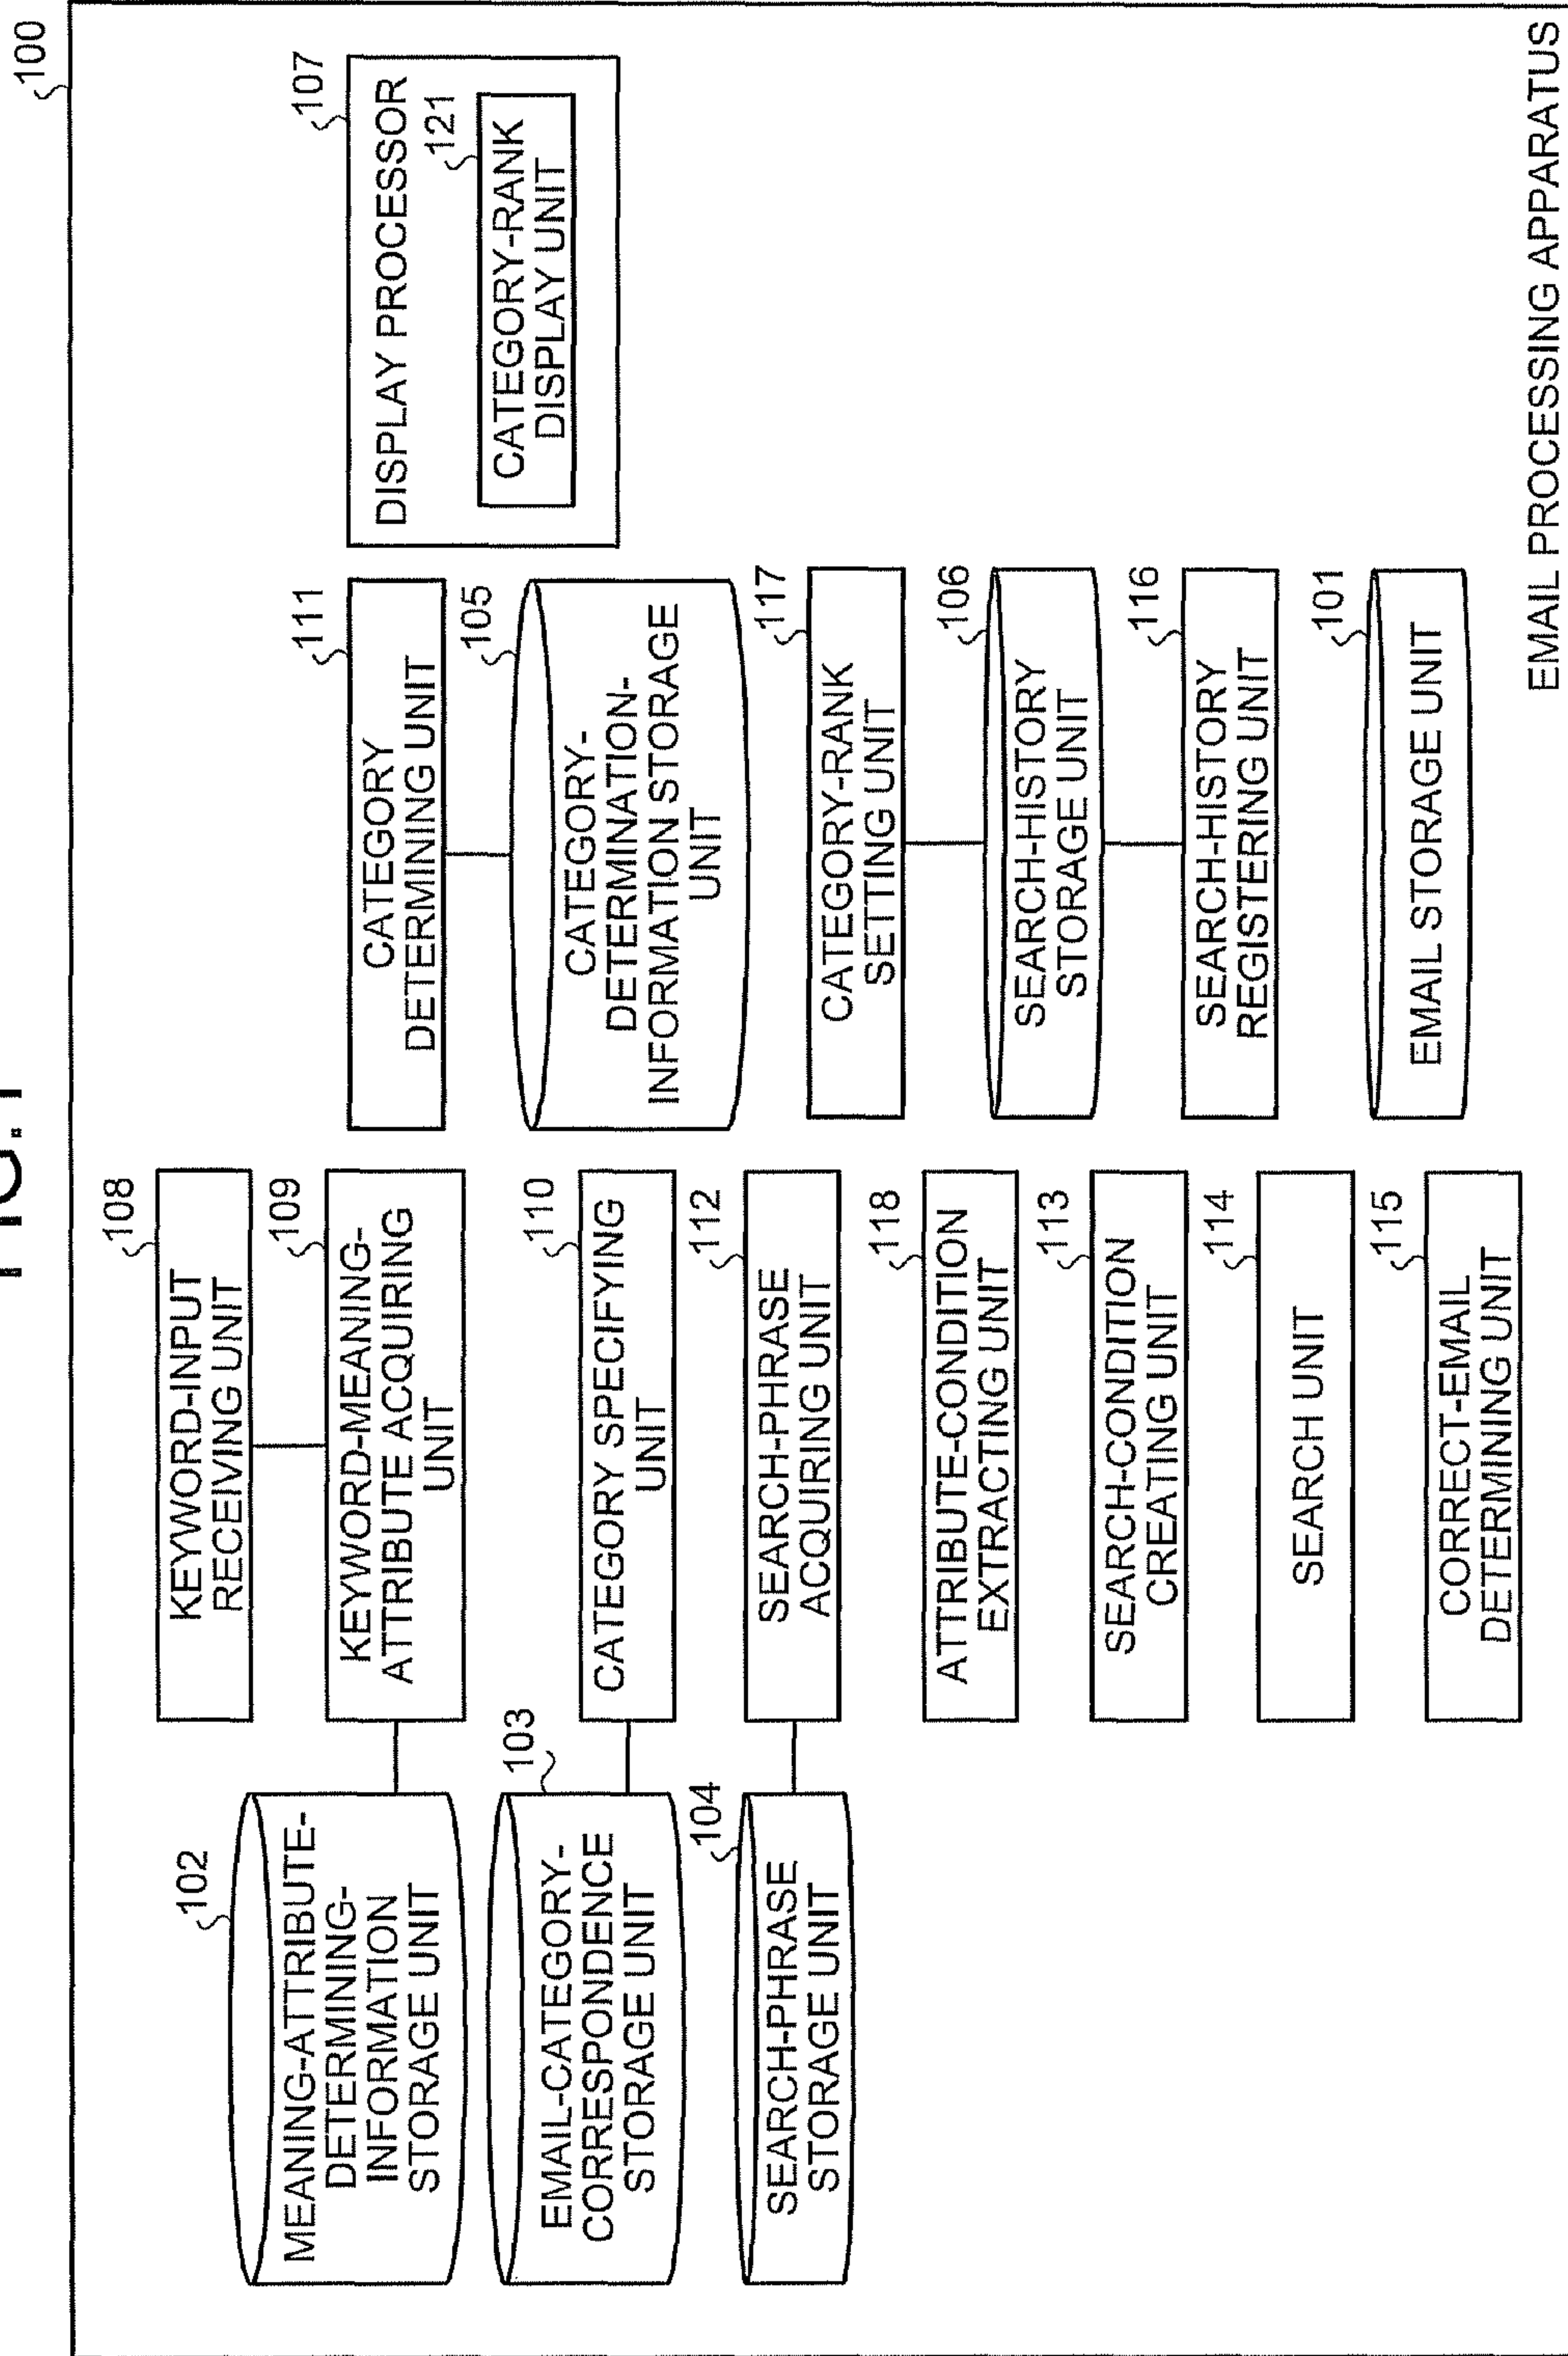 FIG. 1
100
108
KEYWORD-INPUT
RECEIVING UNIT
109
KEYWORD-MEANING-
ATTRIBUTE ACQUIRING
UNIT
102
MEANING-ATTRIBUTE-
DETERMINING-
INFORMATION
STORAGE UNIT
110
CATEGORY SPECIFYING
UNIT
103
EMAIL-CATEGORY-
CORRESPONDENCE
STORAGE UNIT
112
SEARCH-PHRASE
ACQUIRING UNIT
104
SEARCH-PHRASE
STORAGE UNIT
118
ATTRIBUTE-CONDITION
EXTRACTING UNIT
113
SEARCH-CONDITION
CREATING UNIT
114
SEARCH UNIT
115
CORRECT-EMAIL
DETERMINING UNIT
111
CATEGORY
DETERMINING UNIT
105
CATEGORY-
DETERMINATION-
INFORMATION STORAGE
UNIT
117
CATEGORY-RANK
SETTING UNIT
106
SEARCH-HISTORY
STORAGE UNIT
116
SEARCH-HISTORY
REGISTERING UNIT
101
EMAIL STORAGE UNIT
107
DISPLAY PROCESSOR
121
CATEGORY-RANK
DISPLAY UNIT
EMAIL PROCESSING APPARATUS